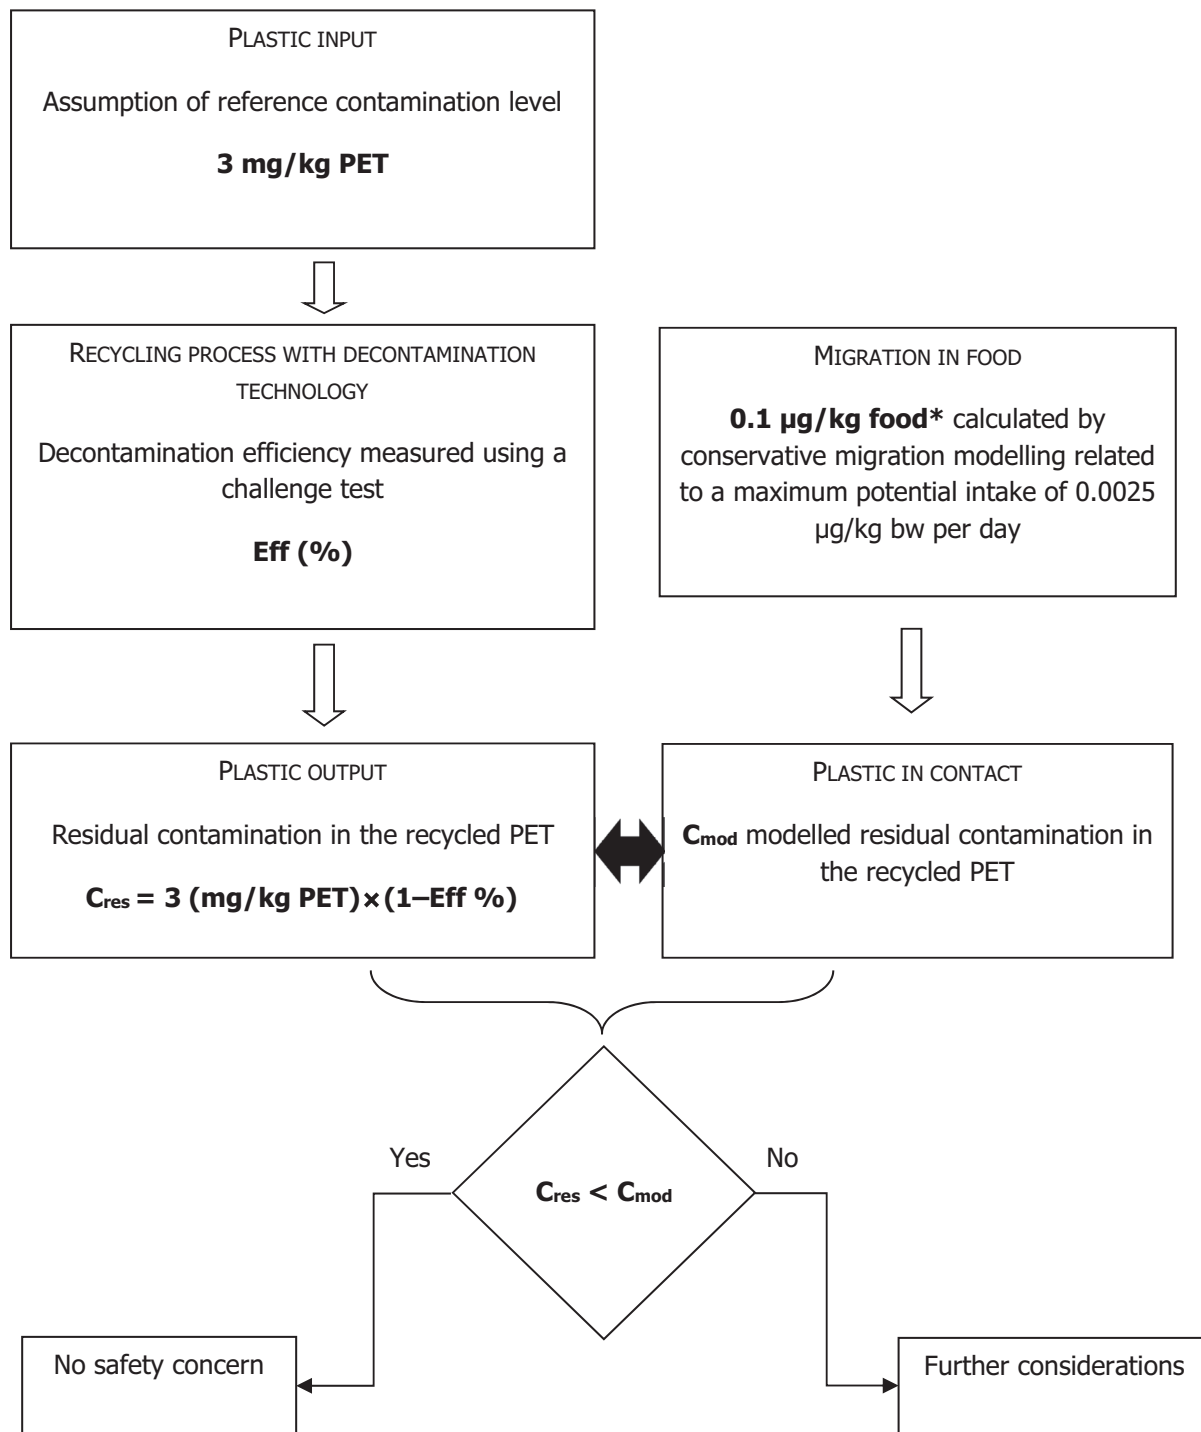 PLASTIC INPUT
Assumption of reference contamination level
3 mg/kg PET
RECYCLING PROCESS WITH DECONTAMINATION
TECHNOLOGY
Decontamination efficiency measured using a
challenge test
Eff (%)
MIGRATION IN FOOD
0.1 µg/kg food* calculated by
conservative migration modelling related
to a maximum potential intake of 0.0025
µg/kg bw per day
PLASTIC OUTPUT
Residual contamination in the recycled PET
Cres = 3 (mg/kg PET)×(1–Eff %)
PLASTIC IN CONTACT
Cmod modelled residual contamination in
the recycled PET
Yes
No
Cres < Cmod
No safety concern
Further considerations